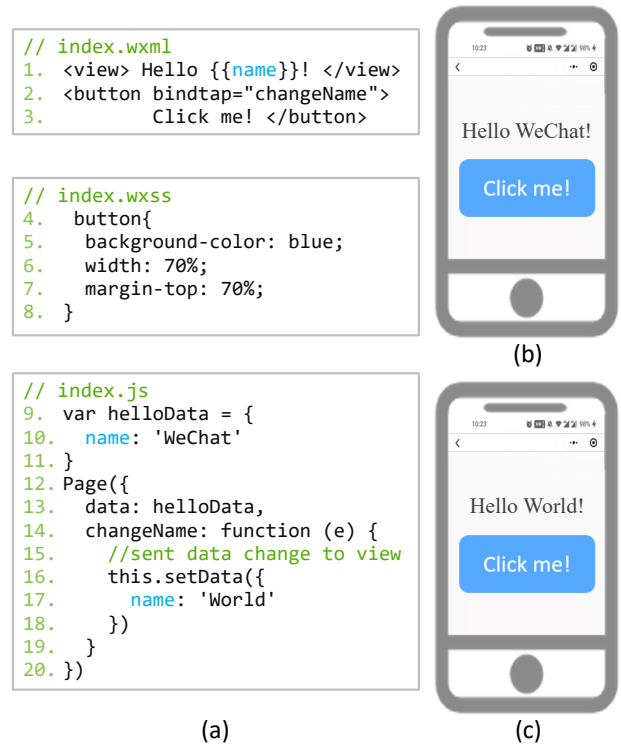 // index.wxml
1. <view> Hello {{name}}! </view>
2. <button bindtap="changeName">
3. Click me! </button>
// index.wxss
4. button{
5. background-color: blue;
6. width: 70%;
7. margin-top: 70%;
8. }
// index.js
9. var helloData = {
10. name: 'WeChat'
11. }
12. Page({
13. data: helloData,
14. changeName: function (e) {
15. //sent data change to view
16. this.setData({
17. name: 'World'
18. })
19. }
20. })
(a)
10:23 98%
Hello WeChat!
Click me!
(b)
10:23 98%
Hello World!
Click me!
(c)